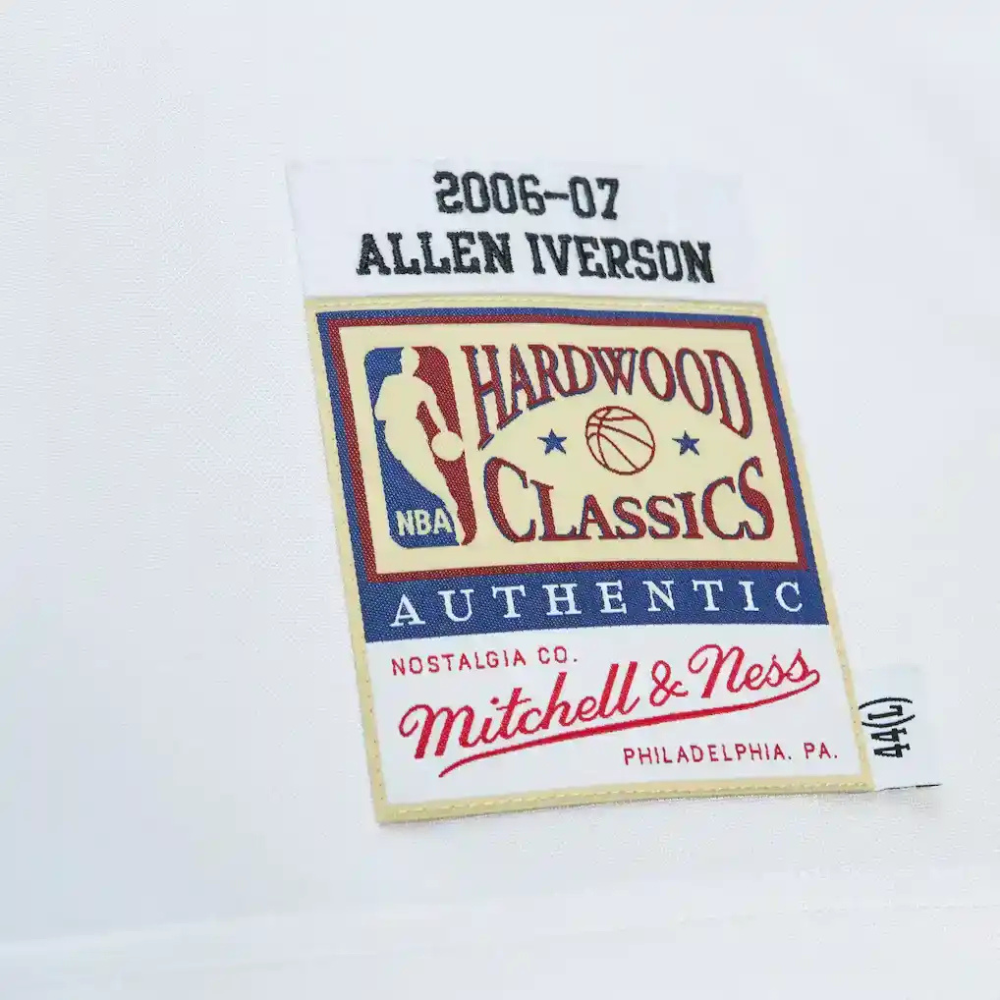 2006-07
ALLEN IVERSON
HARDWOOD
CLASSICS
NBA
AUTHENTIC
NOSTALGIA CO.
Mitchell & Ness
PHILADELPHIA, PA.
44(L)